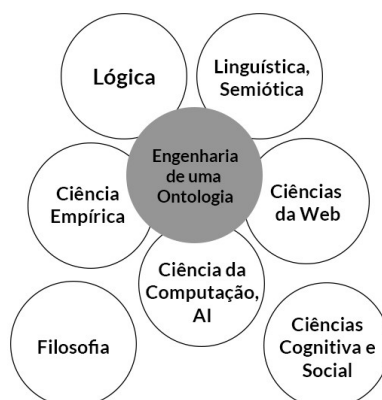 Lógica
Linguística,
Semiótica
Engenharia
de uma
Ontologia
Ciência
Empírica
Ciências
da Web
Ciência da
Computação,
AI
Filosofia
Ciências
Cognitiva e
Social